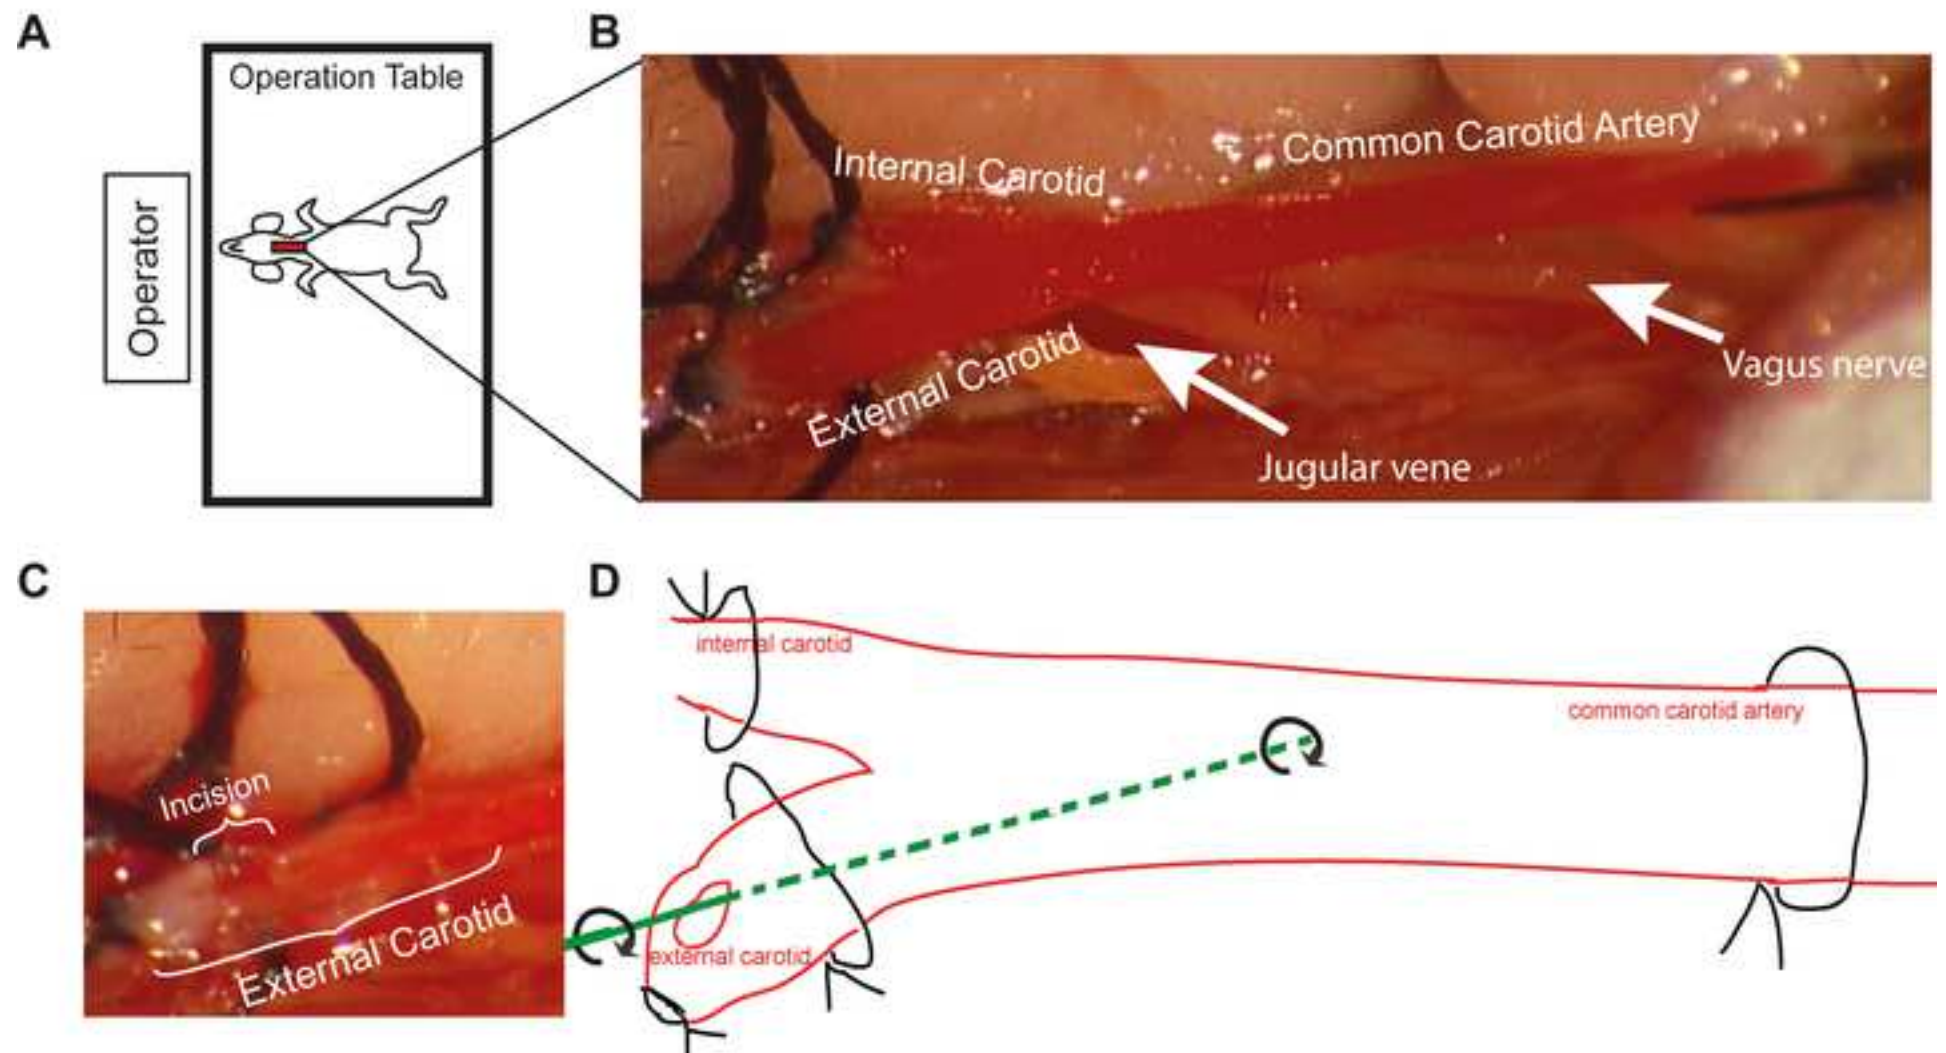 A
Operation Table
Operator
B
Internal Carotid
Common Carotid Artery
External Carotid
Vagus nerve
Jugular vene
C
Incision
External Carotid
D
internal carotid
common carotid artery
external carotid